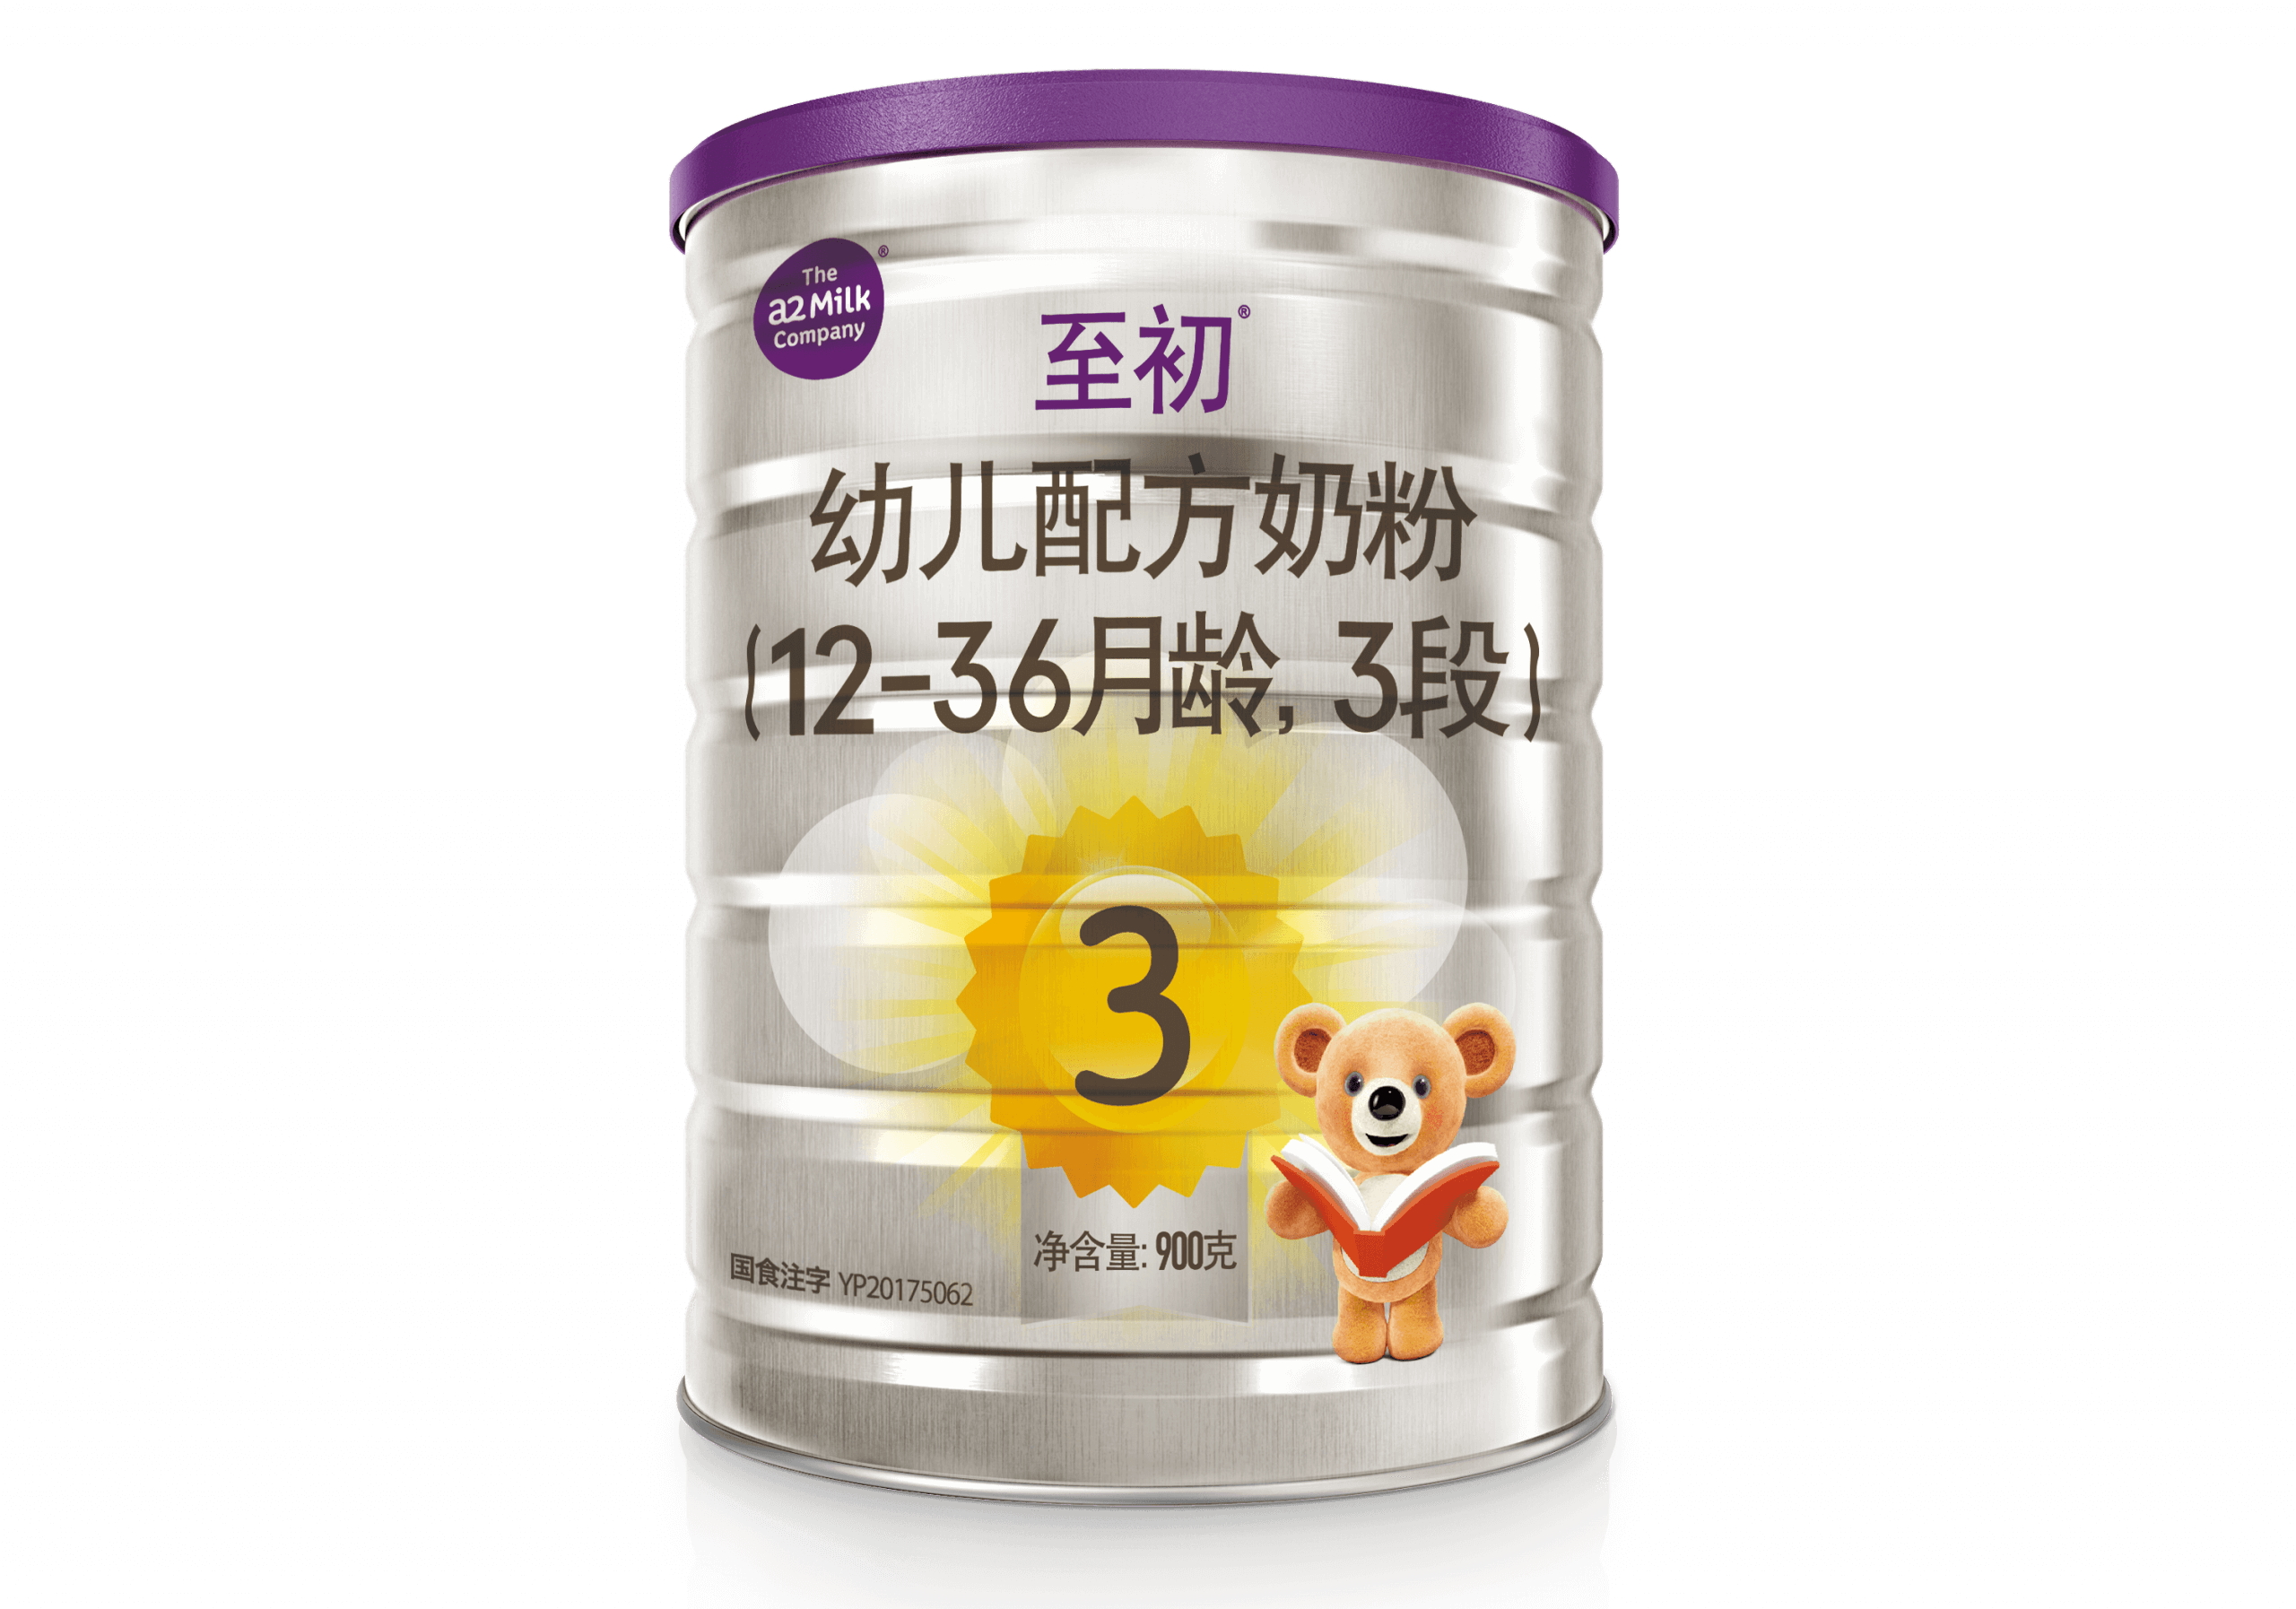 The
a2 Milk
Company
®
至初®
幼儿配方奶粉
(12-36月龄, 3段)
3
净含量: 900克
国食注字 YP20175062